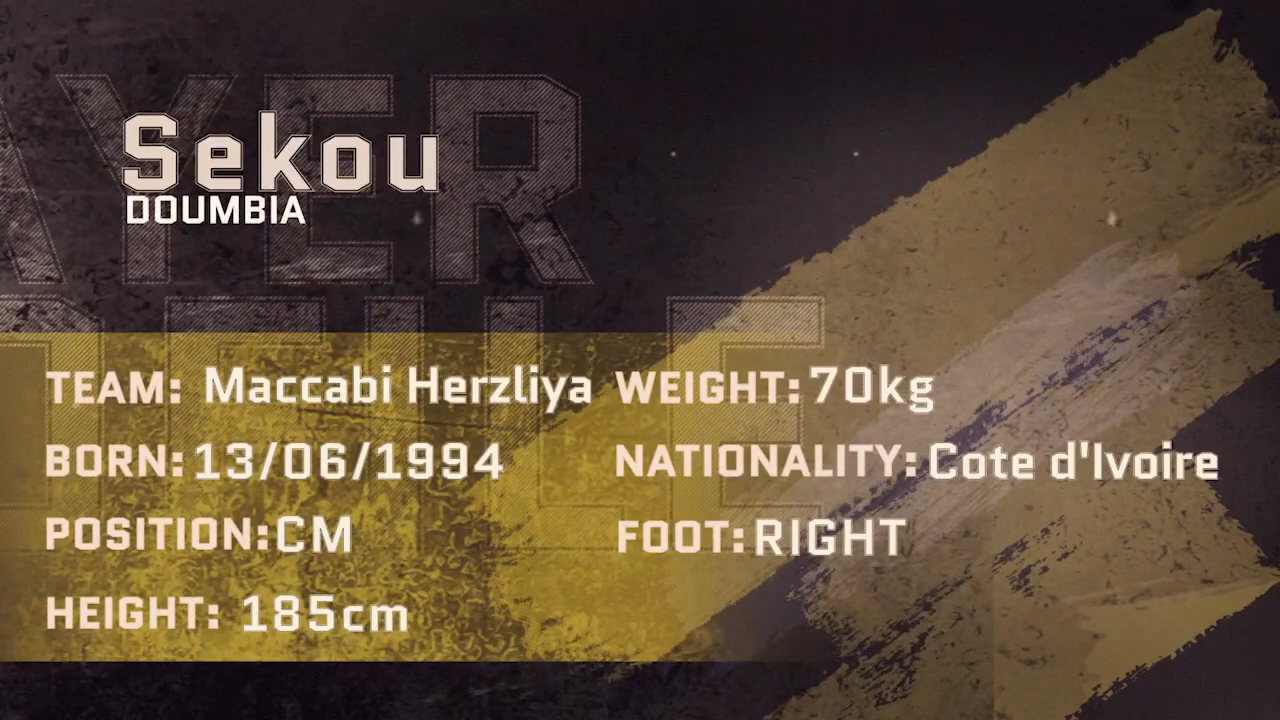 Sekou
DOUMBIA
TEAM: Maccabi Herzliya
BORN: 13/06/1994
POSITION: CM
HEIGHT: 185cm
WEIGHT: 70kg
NATIONALITY: Cote d'Ivoire
FOOT: RIGHT